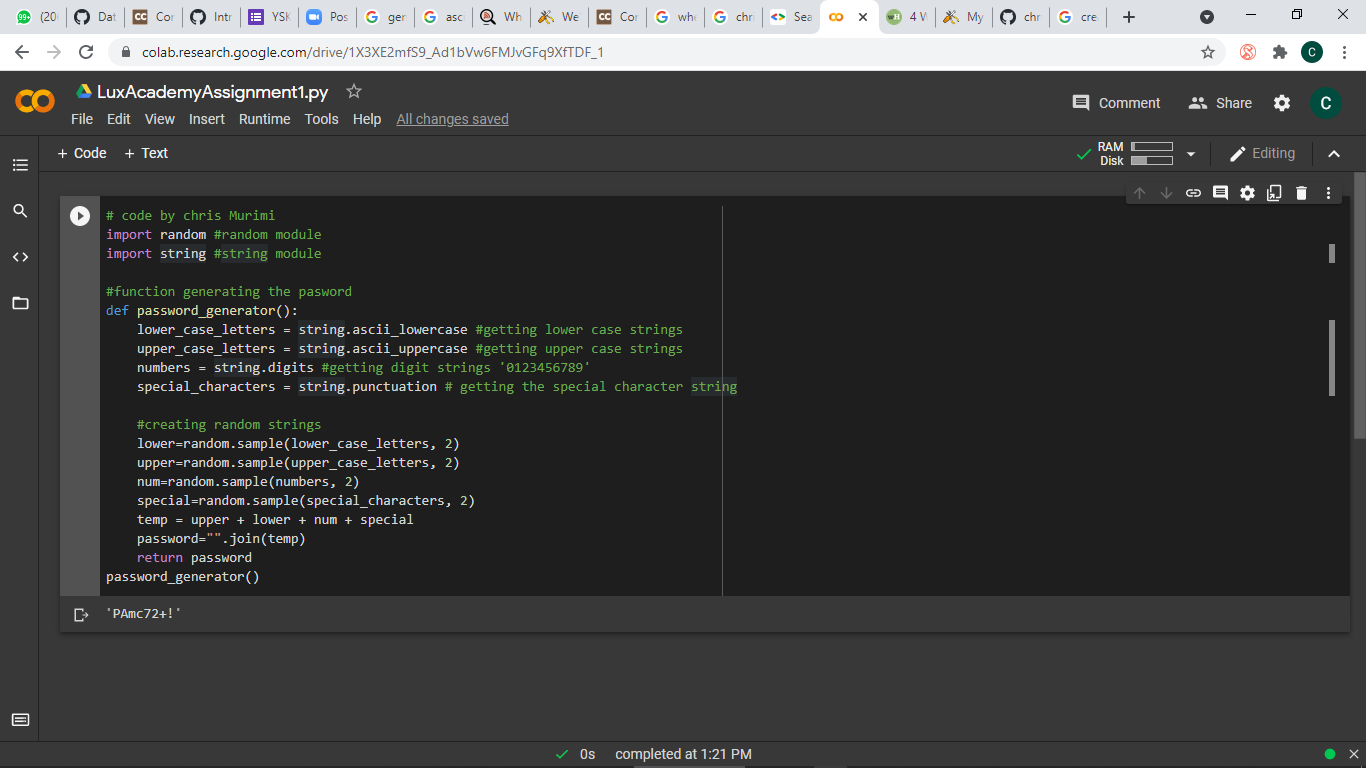 (20
Dat
Cor
Intr
YSK
Pos
ger
asc
Wh
We
Cor
whe
chri
Sea
4 W
My
chr
cre
colab.research.google.com/drive/1X3XE2mfS9_Ad1bVw6FMJvGFq9XfTDF_1
C
LuxAcademyAssignment1.py
Comment
Share
C
File Edit View Insert Runtime Tools Help All changes saved
+ Code + Text
RAM
Disk
Editing
# code by chris Murimi
import random #random module
import string #string module
#function generating the pasword
def password_generator():
    lower_case_letters = string.ascii_lowercase #getting lower case strings
    upper_case_letters = string.ascii_uppercase #getting upper case strings
    numbers = string.digits #getting digit strings '0123456789'
    special_characters = string.punctuation # getting the special character string
    #creating random strings
    lower=random.sample(lower_case_letters, 2)
    upper=random.sample(upper_case_letters, 2)
    num=random.sample(numbers, 2)
    special=random.sample(special_characters, 2)
    temp = upper + lower + num + special
    password="".join(temp)
    return password
password_generator()
'PAmc72+!'
0s completed at 1:21 PM